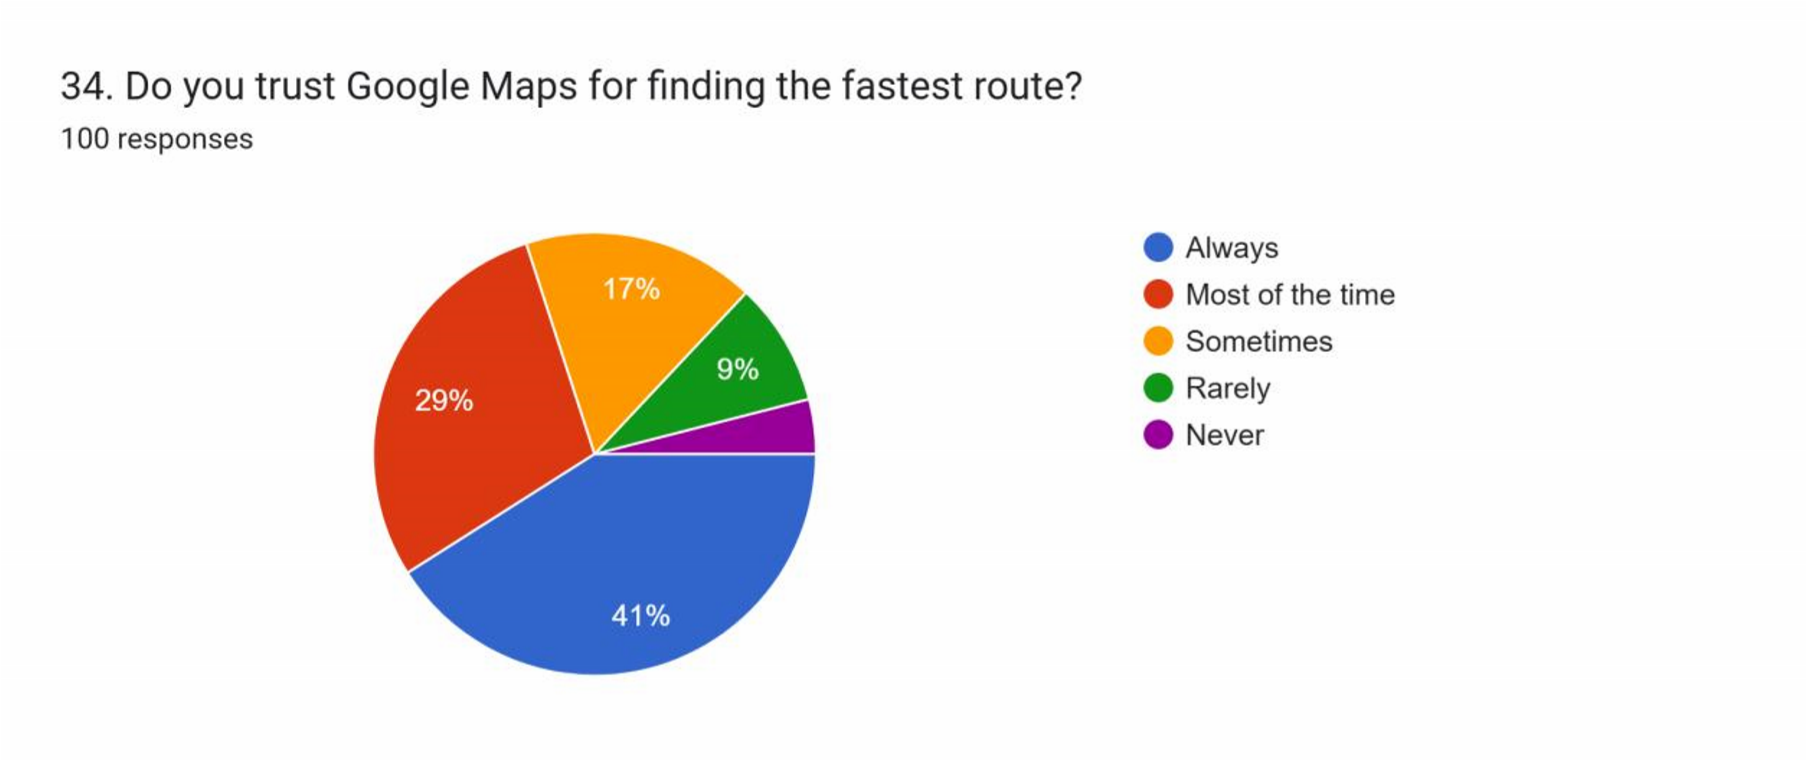 34. Do you trust Google Maps for finding the fastest route?
100 responses
17%
9%
29%
41%
Always
Most of the time
Sometimes
Rarely
Never